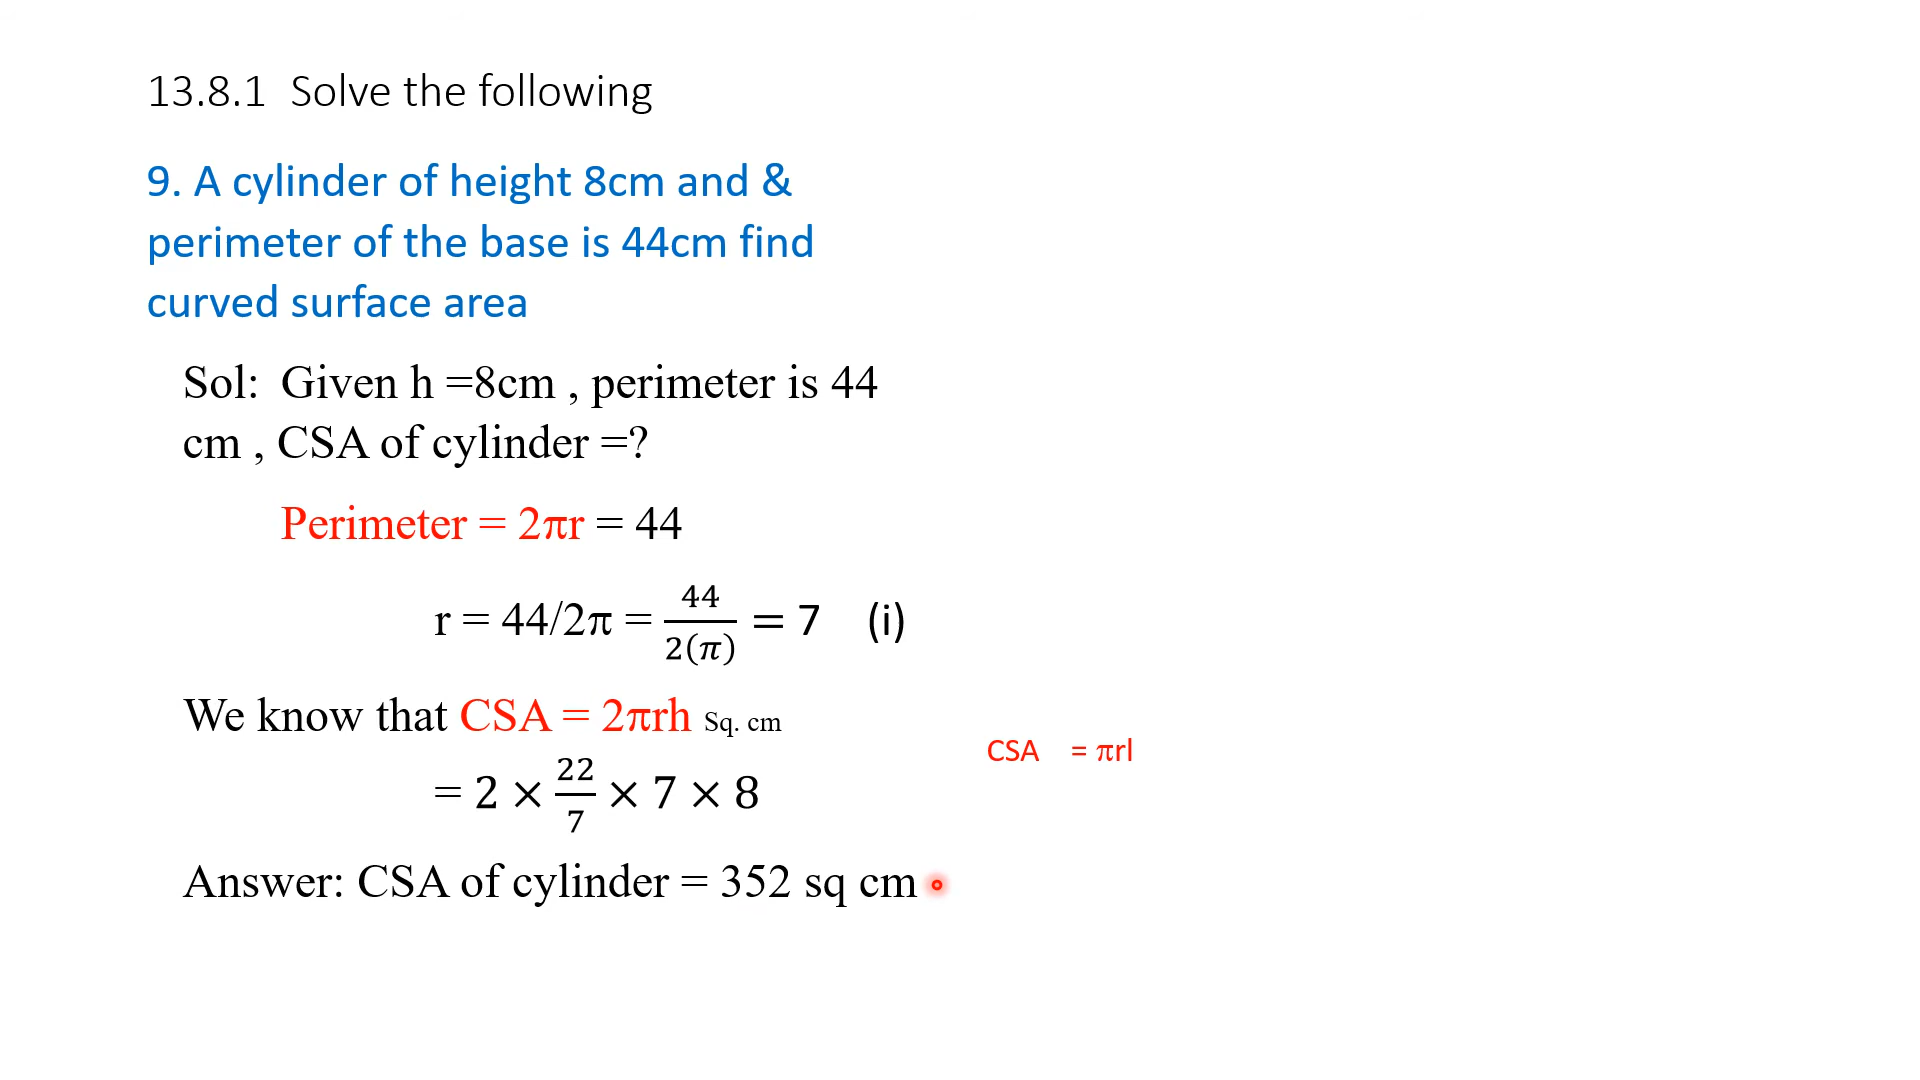 13.8.1 Solve the following
9. A cylinder of height 8cm and &
perimeter of the base is 44cm find
curved surface area
Sol: Given h =8cm , perimeter is 44
cm , CSA of cylinder =?
Perimeter = 2πr = 44
r = 44/2π = 44/2(π) = 7 (i)
We know that CSA = 2πrh Sq. cm
CSA = πrl
= 2 × 22/7 × 7 × 8
Answer: CSA of cylinder = 352 sq cm